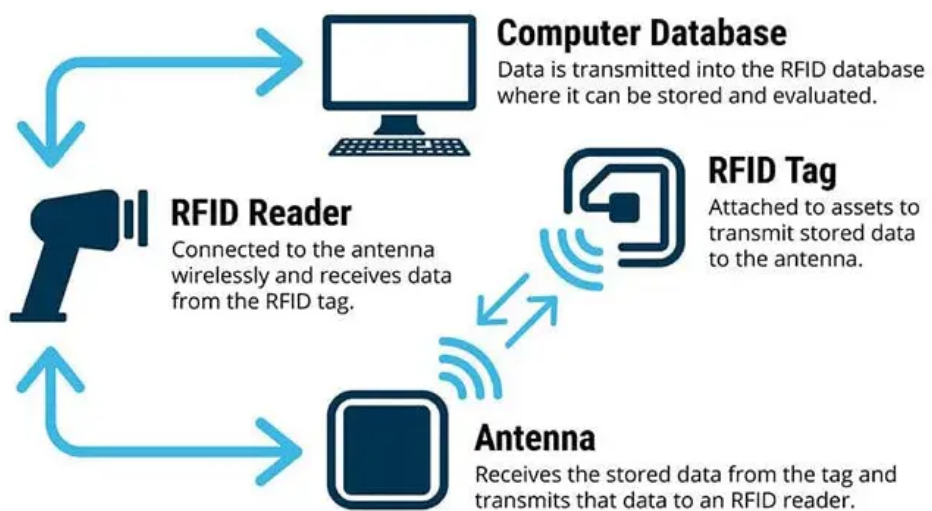 Computer Database
Data is transmitted into the RFID database
where it can be stored and evaluated.
RFID Tag
Attached to assets to
transmit stored data
to the antenna.
RFID Reader
Connected to the antenna
wirelessly and receives data
from the RFID tag.
Antenna
Receives the stored data from the tag and
transmits that data to an RFID reader.